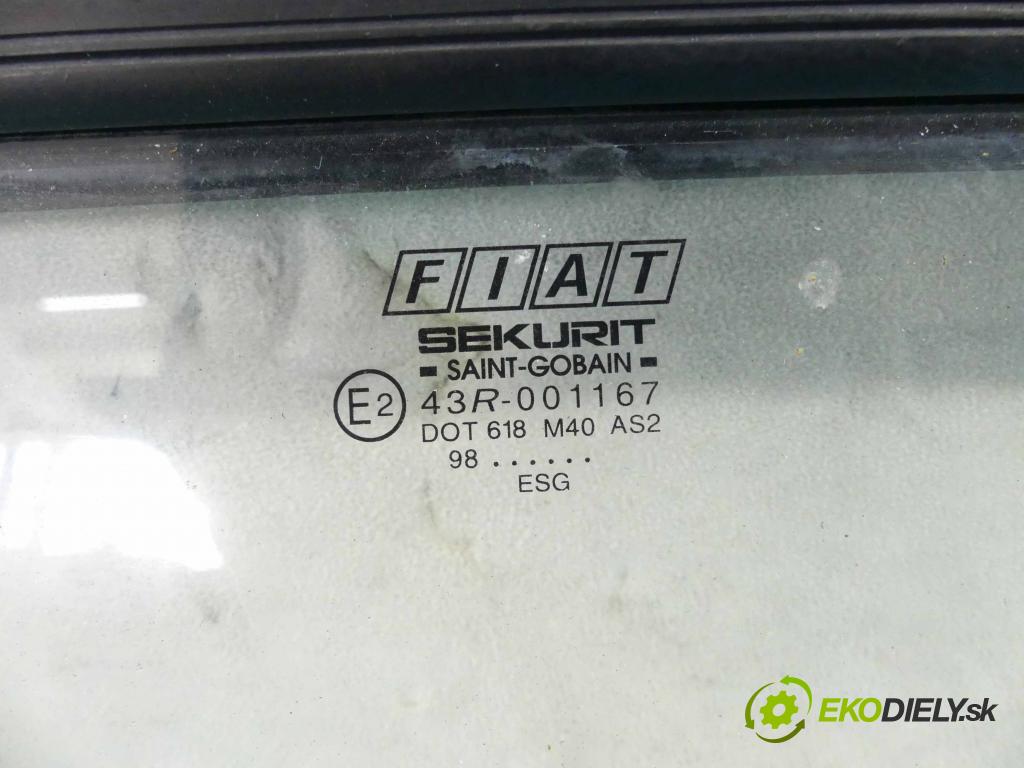 FIAT
SEKURIT
- SAINT-GOBAIN -
E2 43R-001167
DOT 618 M40 AS2
98 ......
ESG
EKODIELY.sk